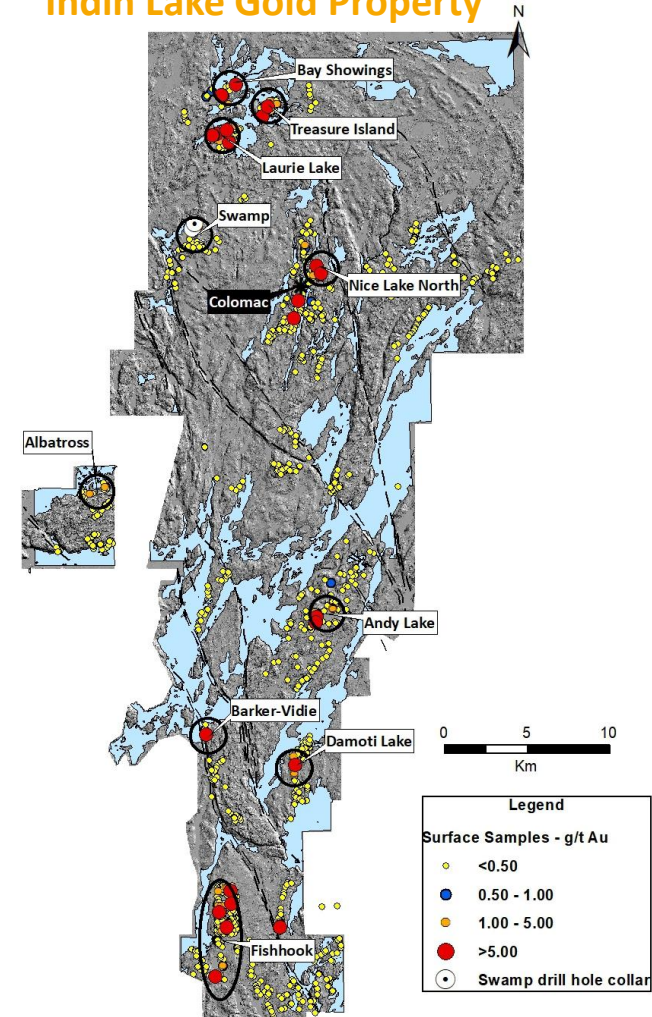 Indin Lake Gold Property
N
Bay Showings
Treasure Island
Laurie Lake
Swamp
Nice Lake North
Colomac
Albatross
Andy Lake
Barker-Vidie
Damoti Lake
0 5 10
Km
Legend
Surface Samples - g/t Au
<0.50
0.50 - 1.00
1.00 - 5.00
>5.00
Swamp drill hole collar
Fishhook